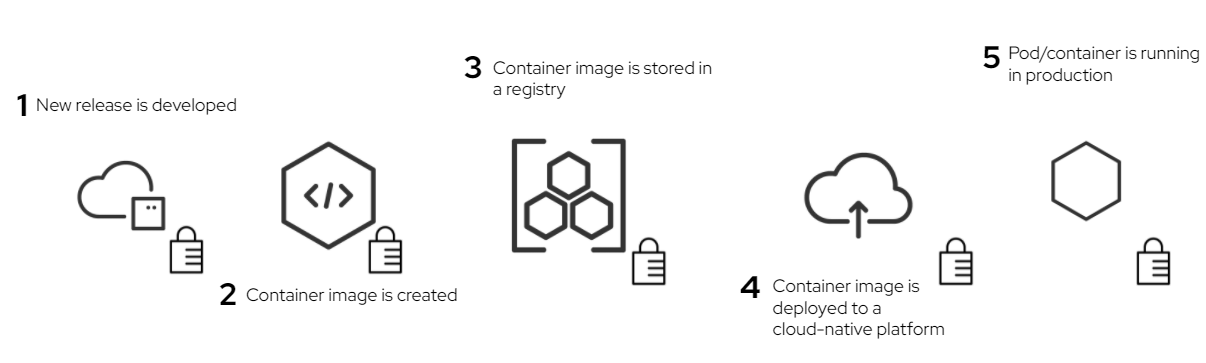 1 New release is developed
</>
2 Container image is created
3 Container image is stored in
a registry
4 Container image is
deployed to a
cloud-native platform
5 Pod/container is running
in production